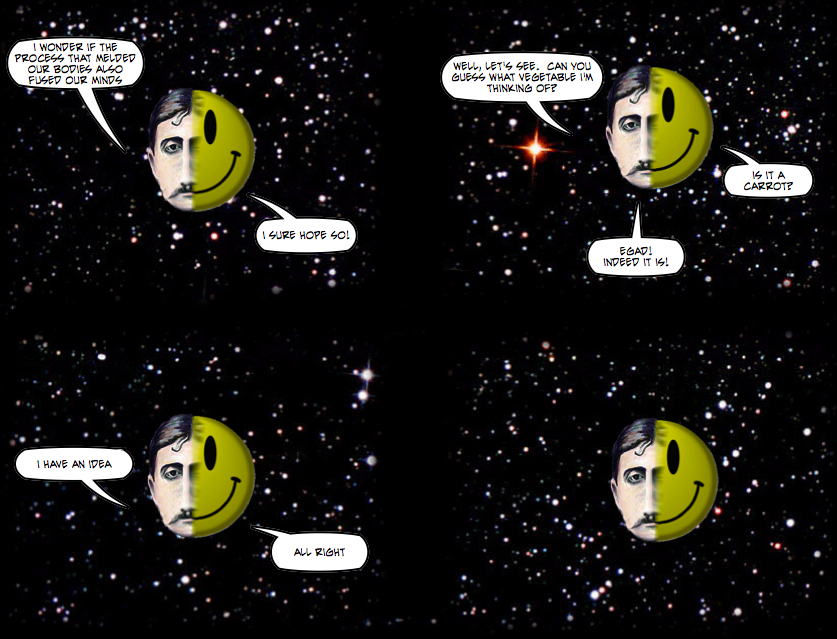 I WONDER IF THE
PROCESS THAT MELDED
OUR BODIES ALSO
FUSED OUR MINDS
I SURE HOPE SO!
WELL, LET'S SEE. CAN YOU
GUESS WHAT VEGETABLE I'M
THINKING OF?
IS IT A
CARROT?
EGAD!
INDEED IT IS!
I HAVE AN IDEA
ALL RIGHT